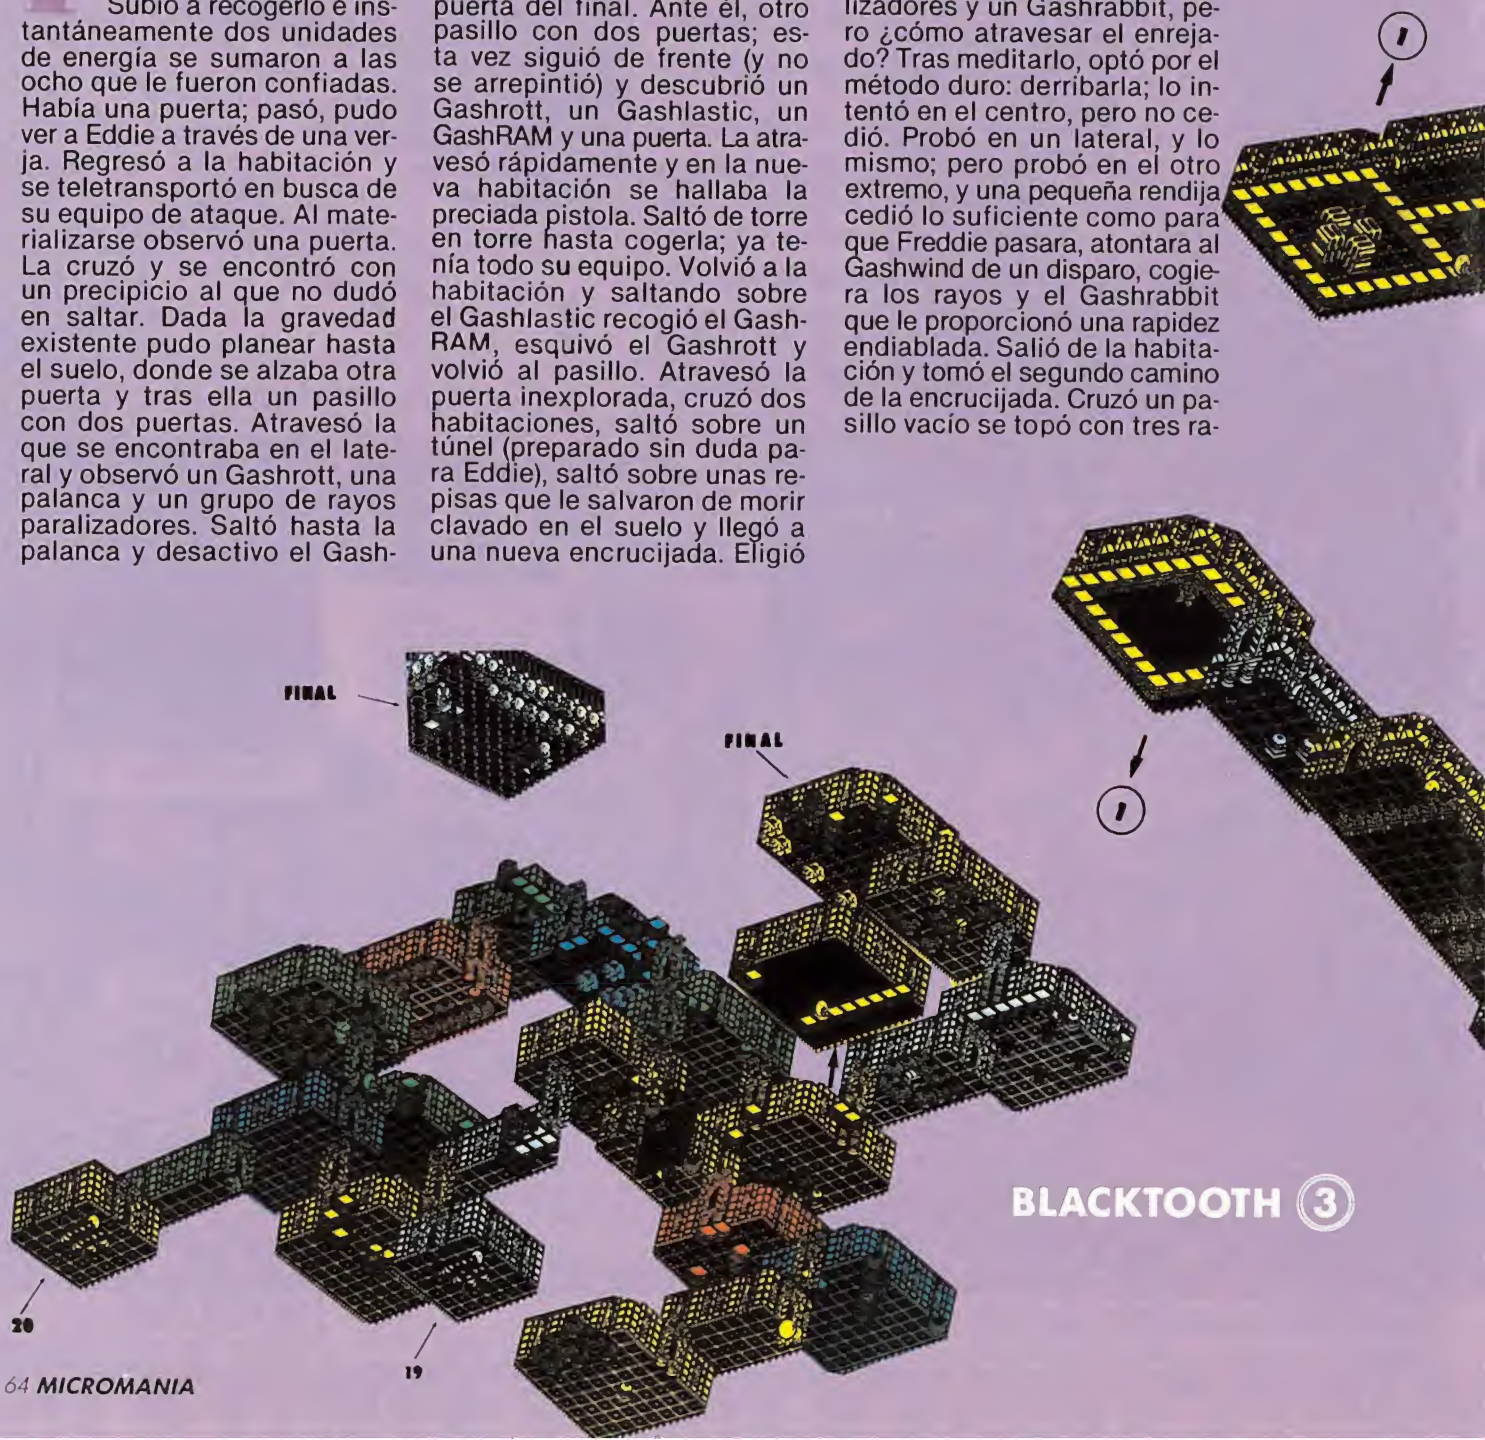 Subió a recogerlo e ins-
tantáneamente dos unidades
de energía se sumaron a las
ocho que le fueron confiadas.
Había una puerta; pasó, pudo
ver a Eddie a través de una ver-
ja. Regresó a la habitación y
se teletransportó en busca de
su equipo de ataque. Al mate-
rializarse observó una puerta.
La cruzó y se encontró con
un precipicio al que no dudó
en saltar. Dada la gravedad
existente pudo planear hasta
el suelo, donde se alzaba otra
puerta y tras ella un pasillo
con dos puertas. Atravesó la
que se encontraba en el late-
ral y observó un Gashrott, una
palanca y un grupo de rayos
paralizadores. Saltó hasta la
palanca y desactivo el Gash-
puerta del final. Ante él, otro
pasillo con dos puertas; es-
ta vez siguió de frente (y no
se arrepintió) y descubrió un
Gashrott, un Gashlastic, un
GashRAM y una puerta. La atra-
vesó rápidamente y en la nue-
va habitación se hallaba la
preciada pistola. Saltó de torre
en torre hasta cogerla; ya te-
nía todo su equipo. Volvió a la
habitación y saltando sobre
el Gashlastic recogió el Gash-
RAM, esquivó el Gashrott y
volvió al pasillo. Atravesó la
puerta inexplorada, cruzó dos
habitaciones, saltó sobre un
túnel (preparado sin duda pa-
ra Eddie), saltó sobre unas re-
pisas que le salvaron de morir
clavado en el suelo y llegó a
una nueva encrucijada. Eligió
lizadores y un Gashrabbit, pe-
ro ¿cómo atravesar el enreja-
do? Tras meditarlo, optó por el
método duro: derribarla; lo in-
tentó en el centro, pero no ce-
dió. Probó en un lateral, y lo
mismo; pero probó en el otro
extremo, y una pequeña rendija
cedió lo suficiente como para
que Freddie pasara, atontara al
Gashwind de un disparo, cogie-
ra los rayos y el Gashrabbit
que le proporcionó una rapidez
endiablada. Salió de la habita-
ción y tomó el segundo camino
de la encrucijada. Cruzó un pa-
sillo vacío se topó con tres ra-
1
FINAL
FINAL
1
BLACKTOOTH 3
20
19
64 MICROMANIA